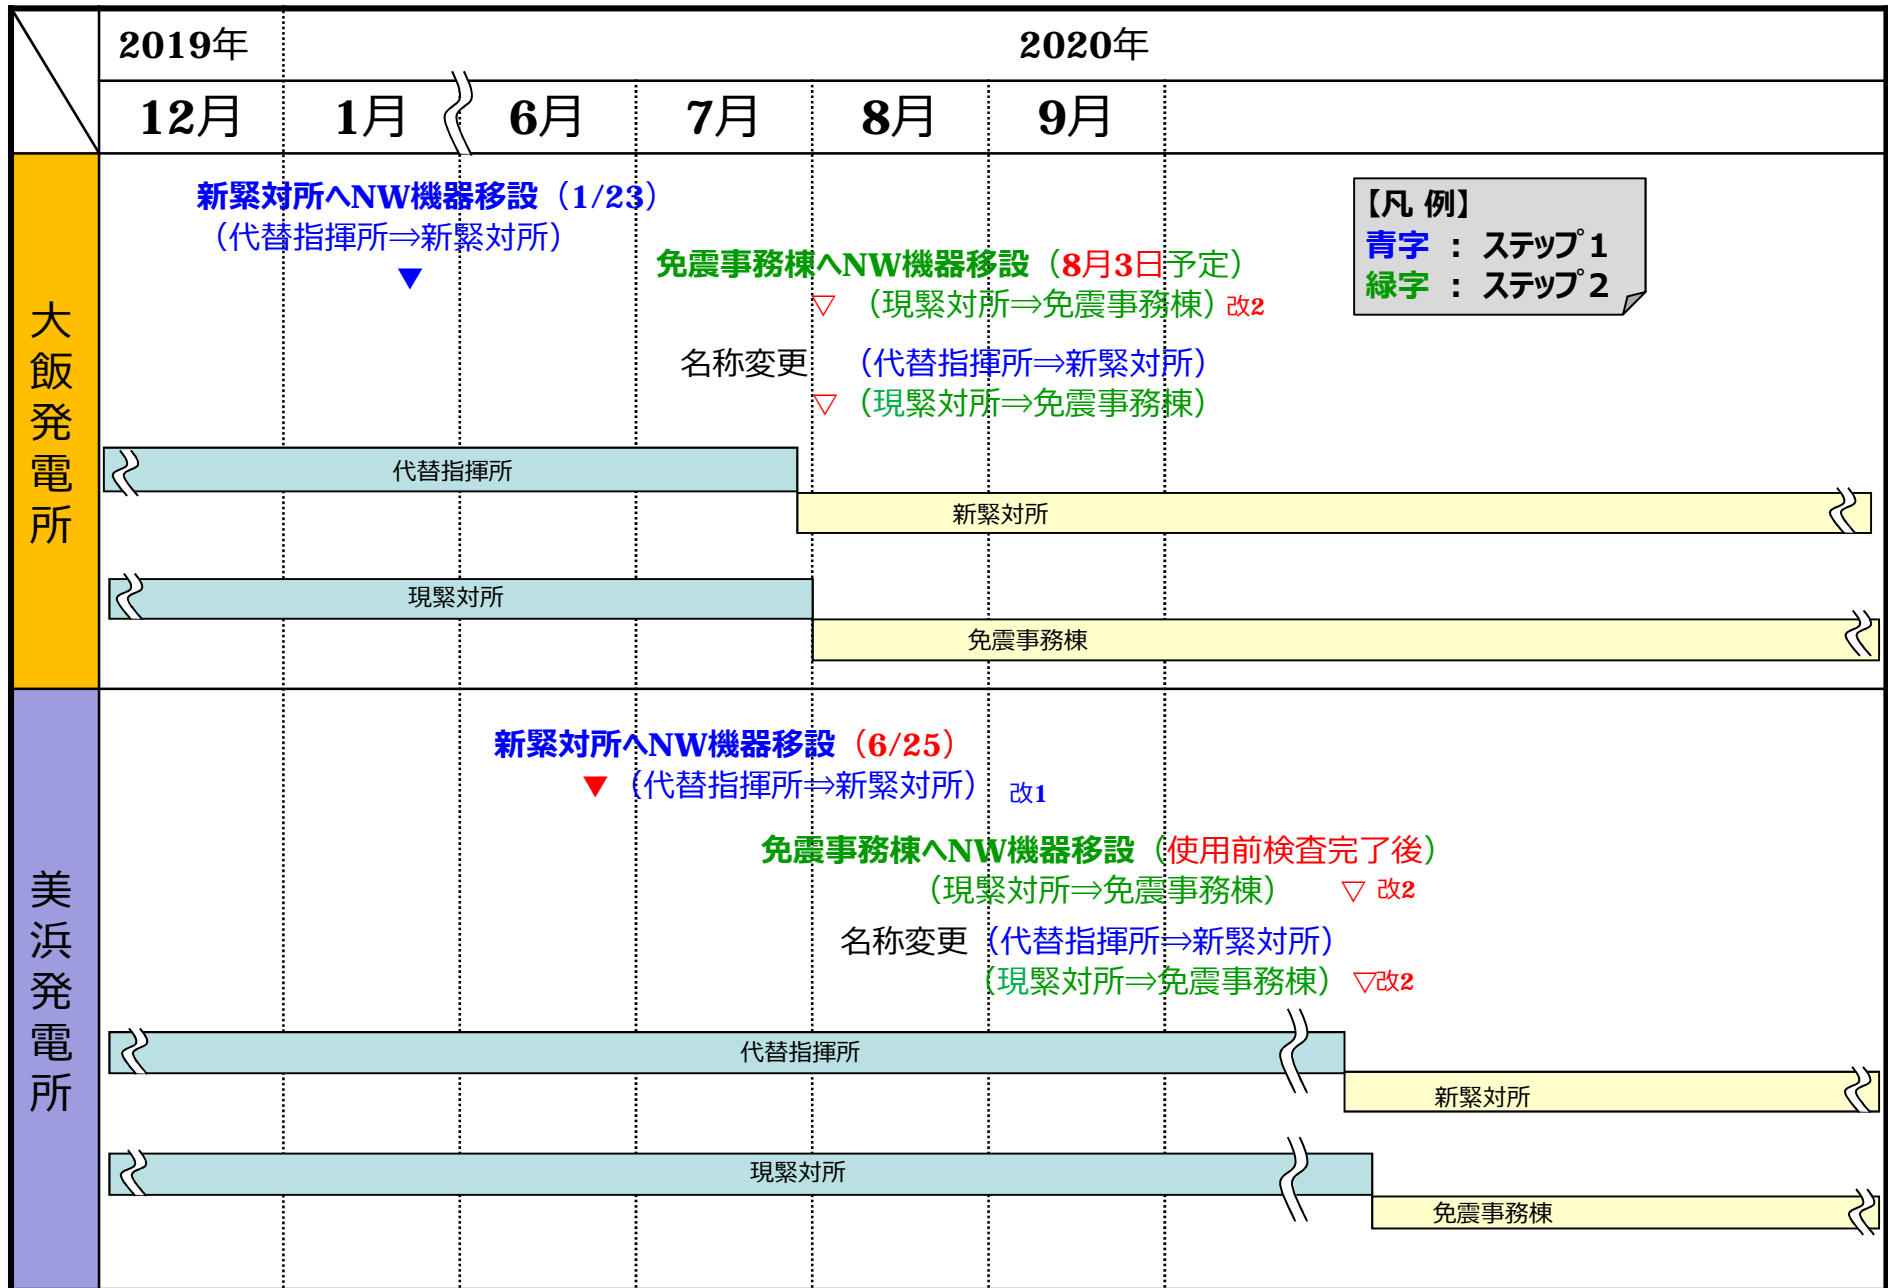 2019年
2020年
12月
1月
6月
7月
8月
9月
大飯発電所
新緊対所へNW機器移設（1/23）
（代替指揮所⇒新緊対所）
▼
免震事務棟へNW機器移設（8月3日予定）
▽ （現緊対所⇒免震事務棟）改2
名称変更 （代替指揮所⇒新緊対所）
▽ （現緊対所⇒免震事務棟）
【凡 例】
青字 ： ステップ１
緑字 ： ステップ２
代替指揮所
新緊対所
現緊対所
免震事務棟
美浜発電所
新緊対所へNW機器移設（6/25）
▼ （代替指揮所⇒新緊対所） 改1
免震事務棟へNW機器移設（使用前検査完了後）
（現緊対所⇒免震事務棟） ▽ 改2
名称変更（代替指揮所⇒新緊対所）
（現緊対所⇒免震事務棟） ▽改2
代替指揮所
新緊対所
現緊対所
免震事務棟